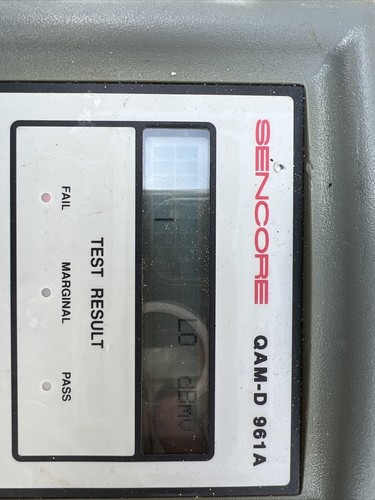 SENCORE QAM-D 961A
LO dBmV
TEST RESULT
FAIL MARGINAL PASS